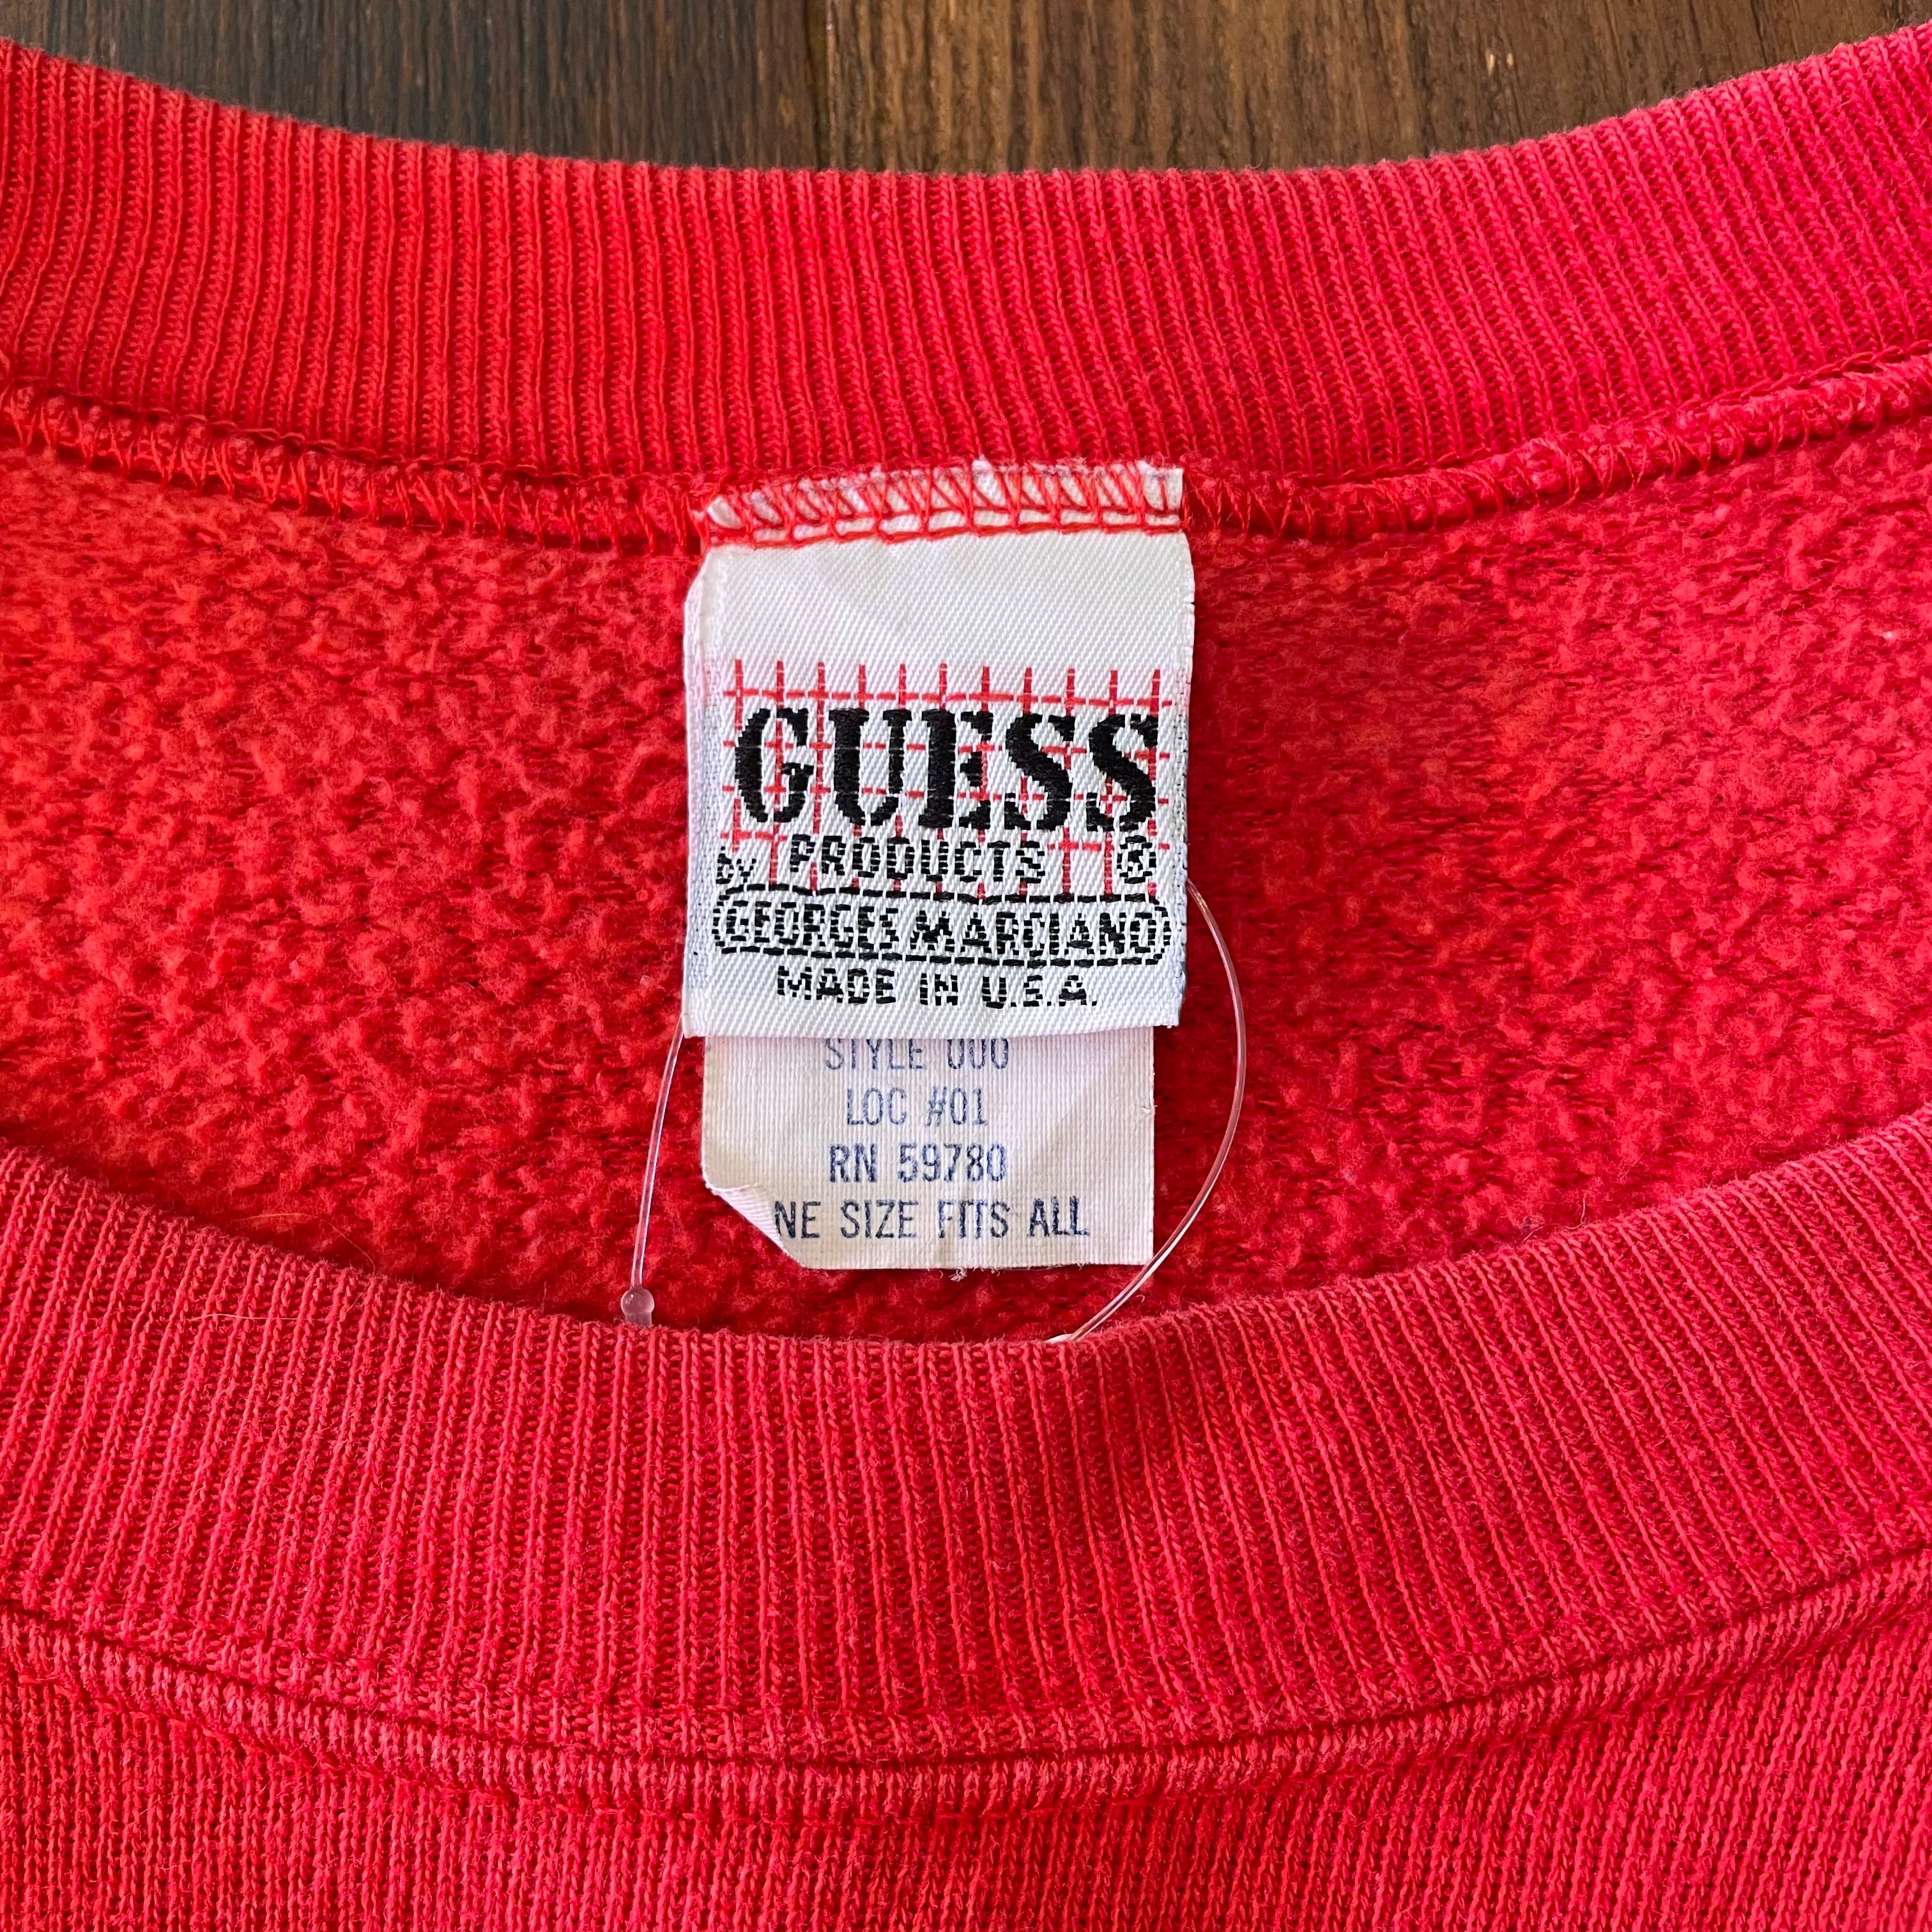 GUESS
PRODUCTS ®
by
GEORGES MARCIANO
MADE IN U.S.A.
STYLE 000
LOC #01
RN 59780
NE SIZE FITS ALL